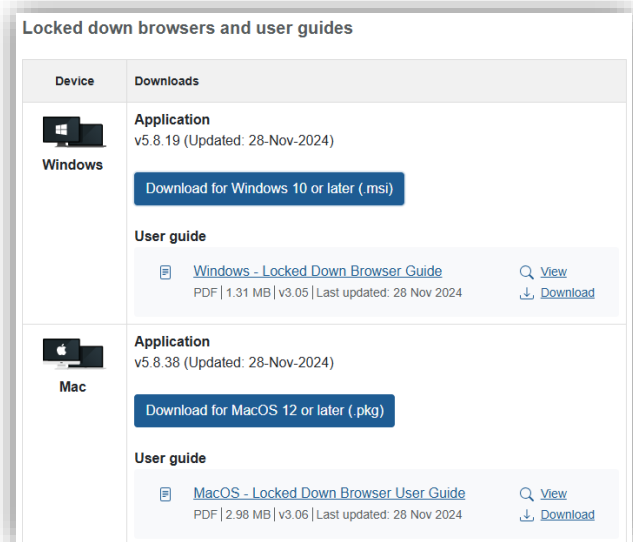 Locked down browsers and user guides
Device Downloads
Application
v5.8.19 (Updated: 28-Nov-2024)
Windows
Download for Windows 10 or later (.msi)
User guide
Windows - Locked Down Browser Guide View
PDF | 1.31 MB | v3.05 | Last updated: 28 Nov 2024 Download
Application
v5.8.38 (Updated: 28-Nov-2024)
Mac
Download for MacOS 12 or later (.pkg)
User guide
MacOS - Locked Down Browser User Guide View
PDF | 2.98 MB | v3.06 | Last updated: 28 Nov 2024 Download